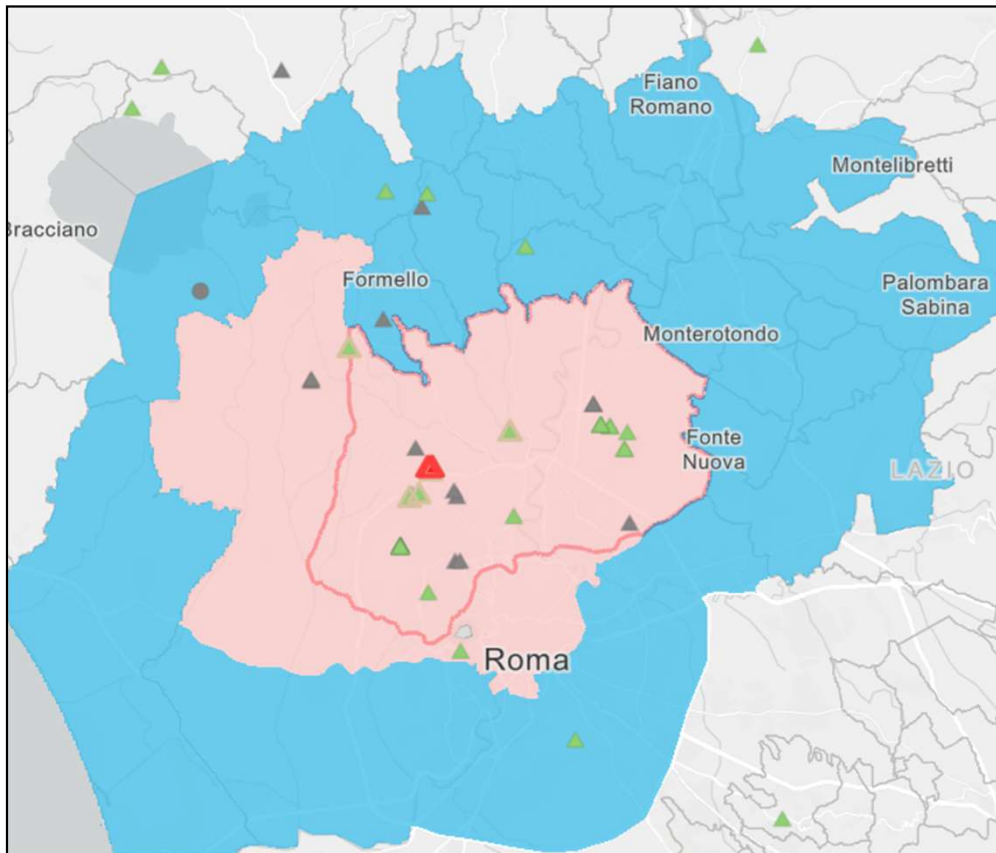 Fiano
Romano
Montelibretti
Bracciano
Formello
Palombara
Sabina
Monterotondo
Fonte
Nuova
LAZIO
Roma